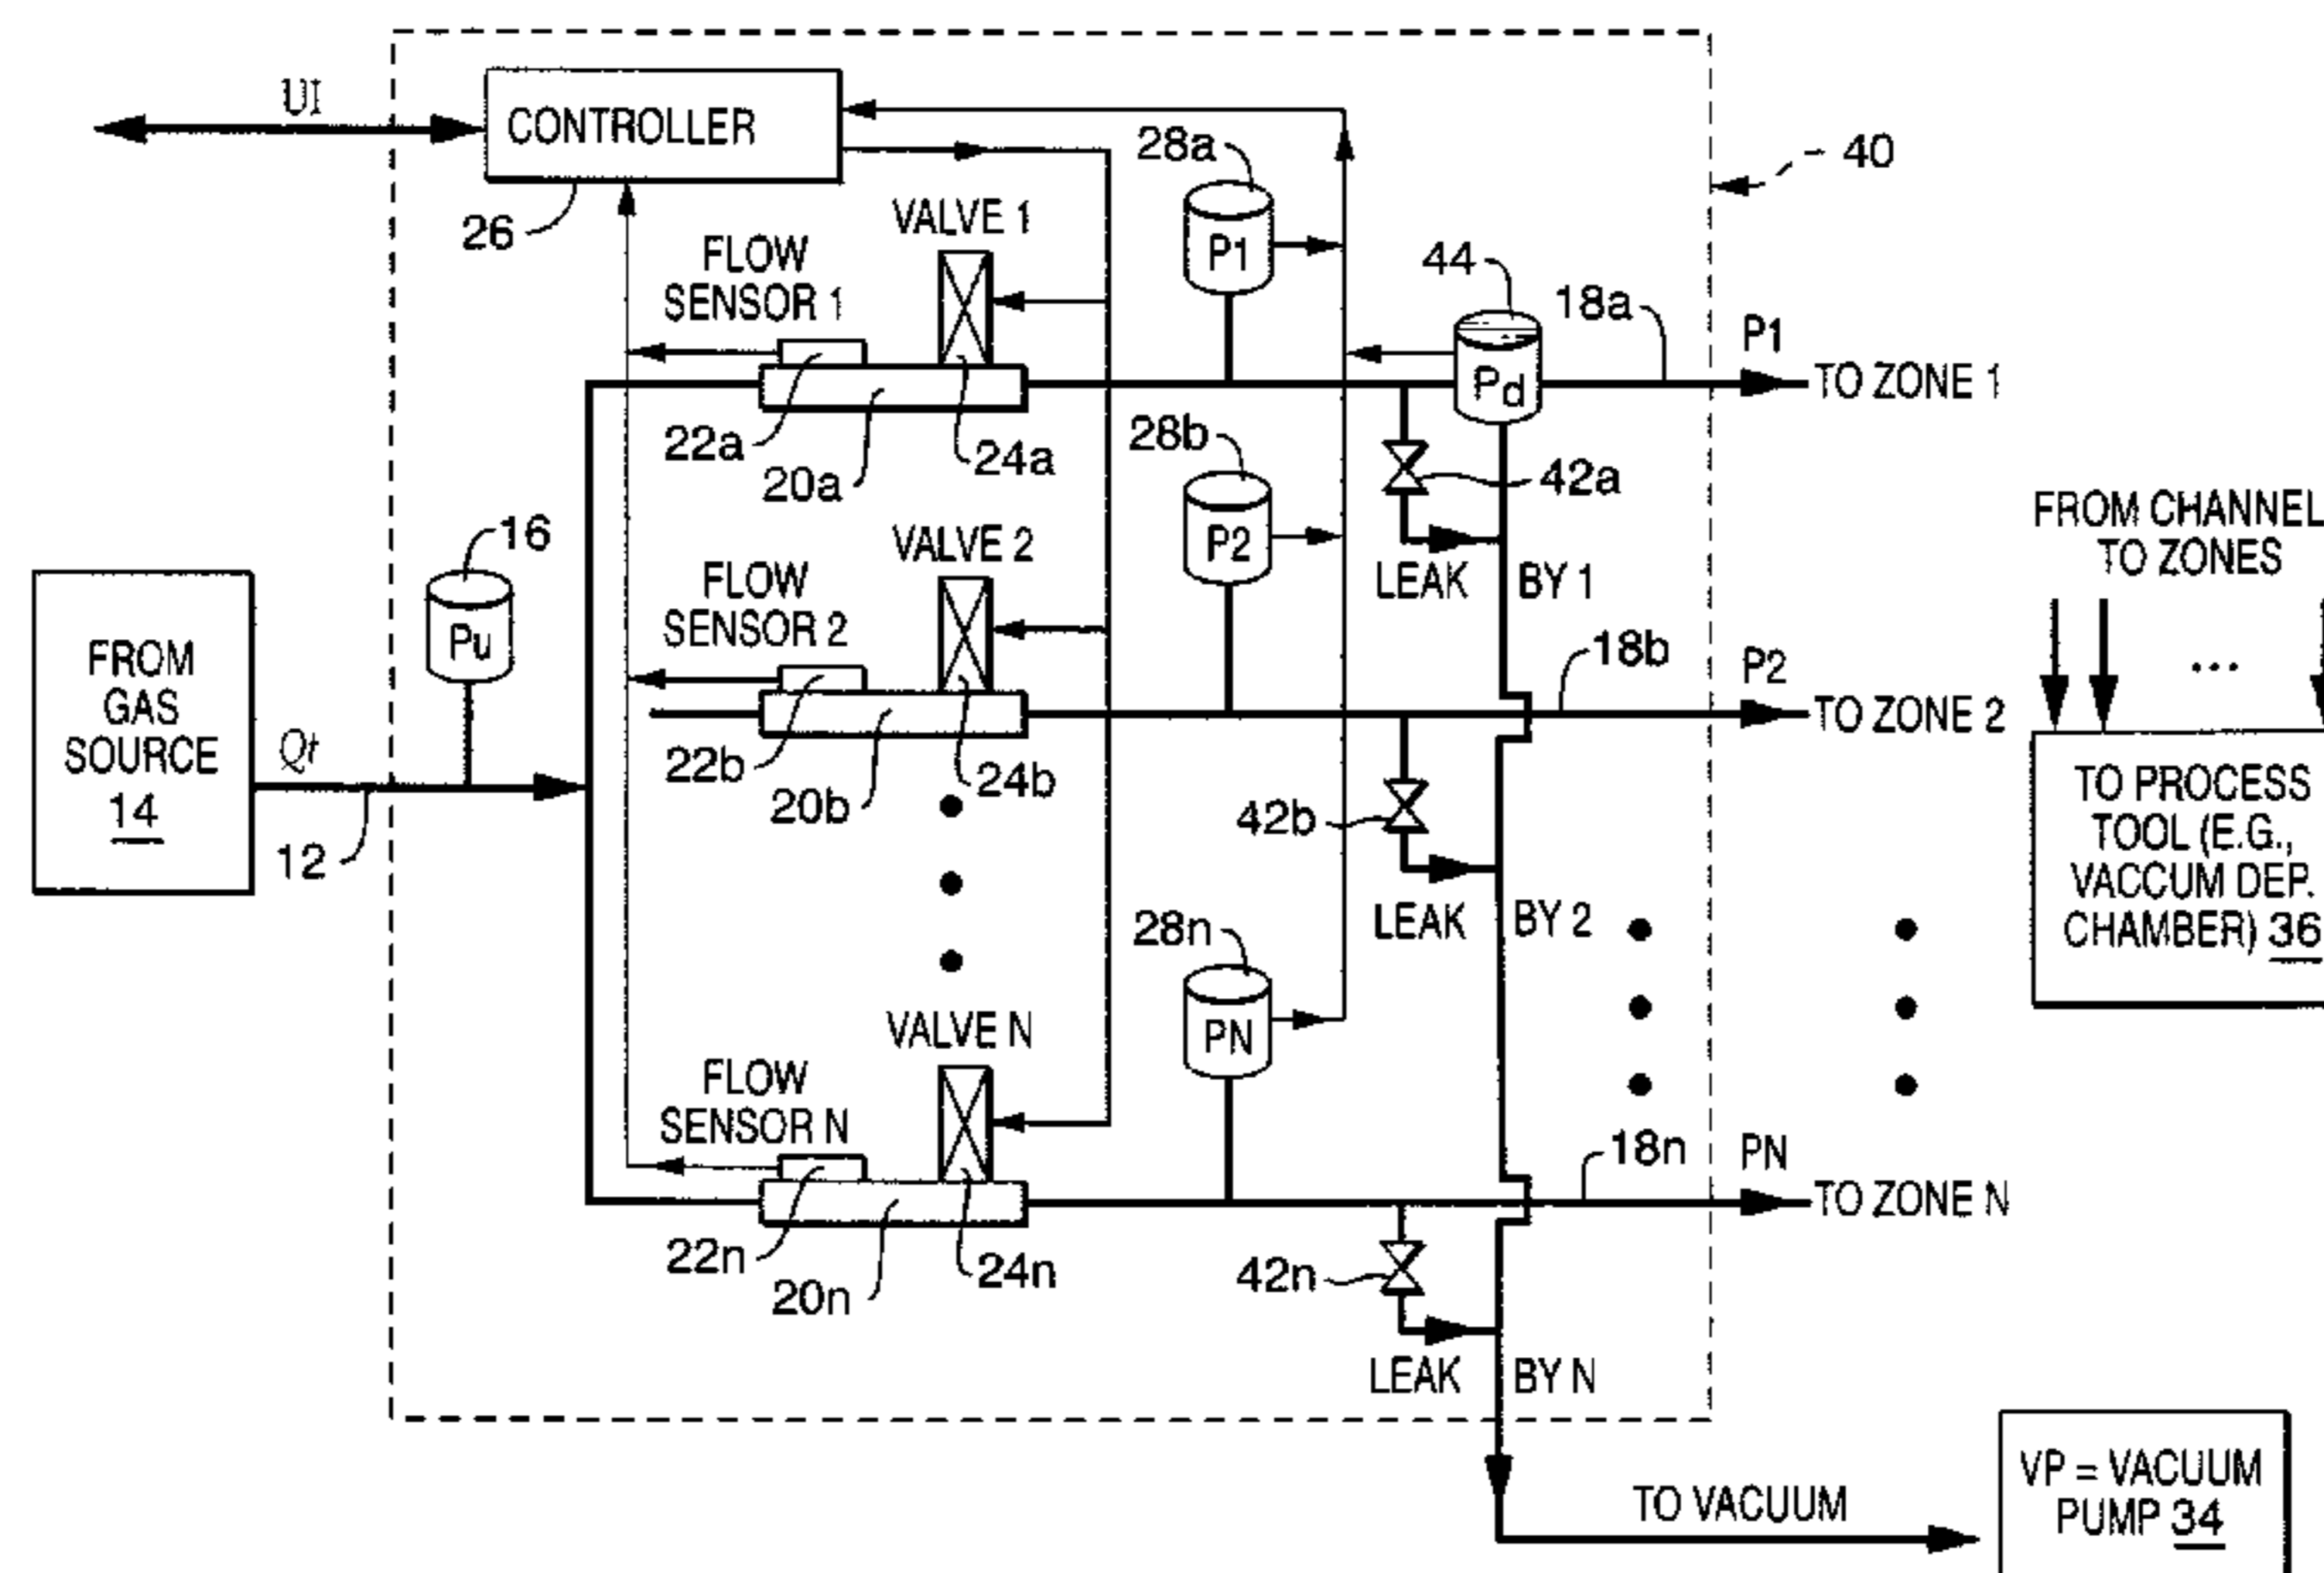 UI
CONTROLLER
26
40
28a
P1
VALVE 1
FLOW
SENSOR 1
44
Pd
18a
P1
TO ZONE 1
22a
20a
24a
28b
P2
42a
LEAK BY 1
FROM CHANNEL
TO ZONES
...
16
Pu
VALVE 2
FLOW
SENSOR 2
18b
P2
TO ZONE 2
FROM
GAS
SOURCE
14
Qt
12
22b
20b
24b
42b
LEAK BY 2
TO PROCESS
TOOL (E.G.,
VACCUM DEP.
CHAMBER) 36
28n
PN
VALVE N
FLOW
SENSOR N
18n
PN
TO ZONE N
22n
20n
24n
42n
LEAK BY N
TO VACUUM
VP = VACUUM
PUMP 34